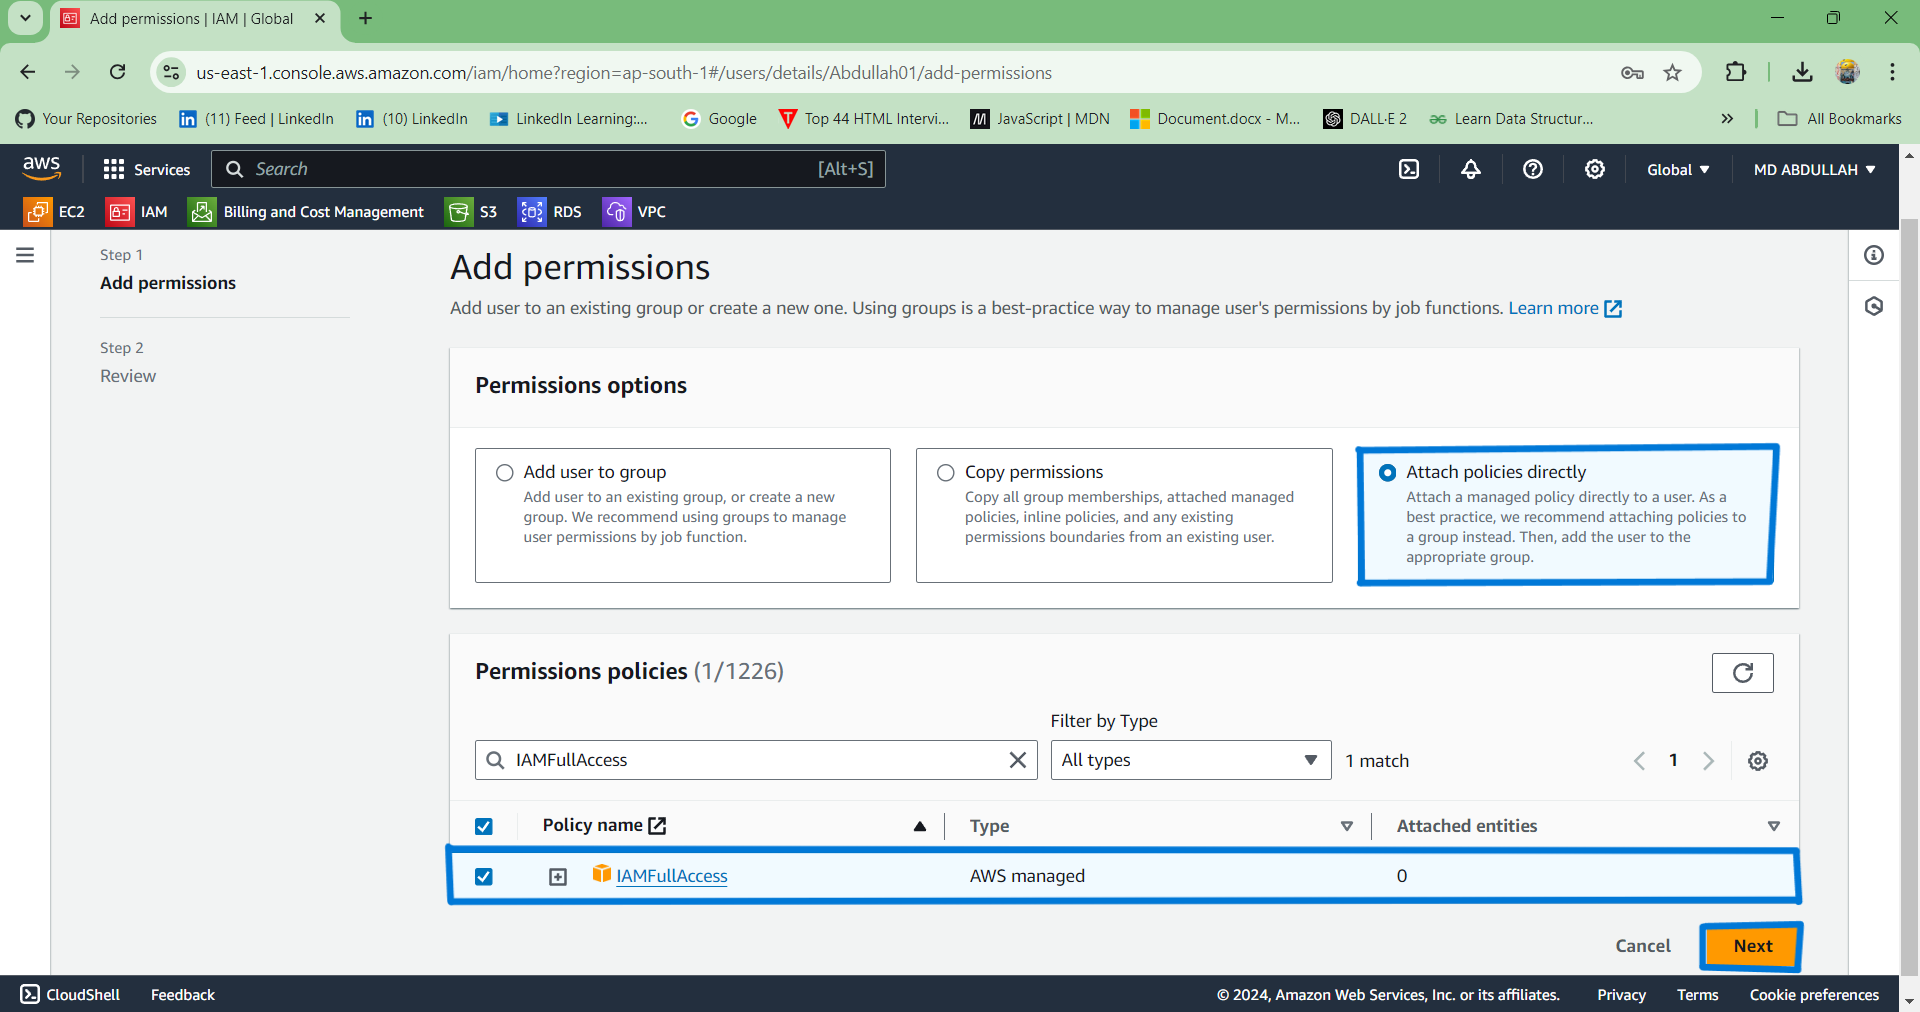 Add permissions | IAM | Global
us-east-1.console.aws.amazon.com/iam/home?region=ap-south-1#/users/details/Abdullah01/add-permissions
Your Repositories (11) Feed | LinkedIn (10) LinkedIn LinkedIn Learning:... Google Top 44 HTML Intervi... JavaScript | MDN Document.docx - M... DALL·E 2 Learn Data Structur... » All Bookmarks
aws Services Search [Alt+S] Global MD ABDULLAH
EC2 IAM Billing and Cost Management S3 RDS VPC
Step 1
Add permissions
Step 2
Review
Add permissions
Add user to an existing group or create a new one. Using groups is a best-practice way to manage user's permissions by job functions. Learn more
Permissions options
Add user to group
Add user to an existing group, or create a new
group. We recommend using groups to manage
user permissions by job function.
Copy permissions
Copy all group memberships, attached managed
policies, inline policies, and any existing
permissions boundaries from an existing user.
Attach policies directly
Attach a managed policy directly to a user. As a
best practice, we recommend attaching policies to
a group instead. Then, add the user to the
appropriate group.
Permissions policies (1/1226)
Filter by Type
IAMFullAccess All types 1 match 1
Policy name Type Attached entities
IAMFullAccess AWS managed 0
Cancel Next
CloudShell Feedback © 2024, Amazon Web Services, Inc. or its affiliates. Privacy Terms Cookie preferences